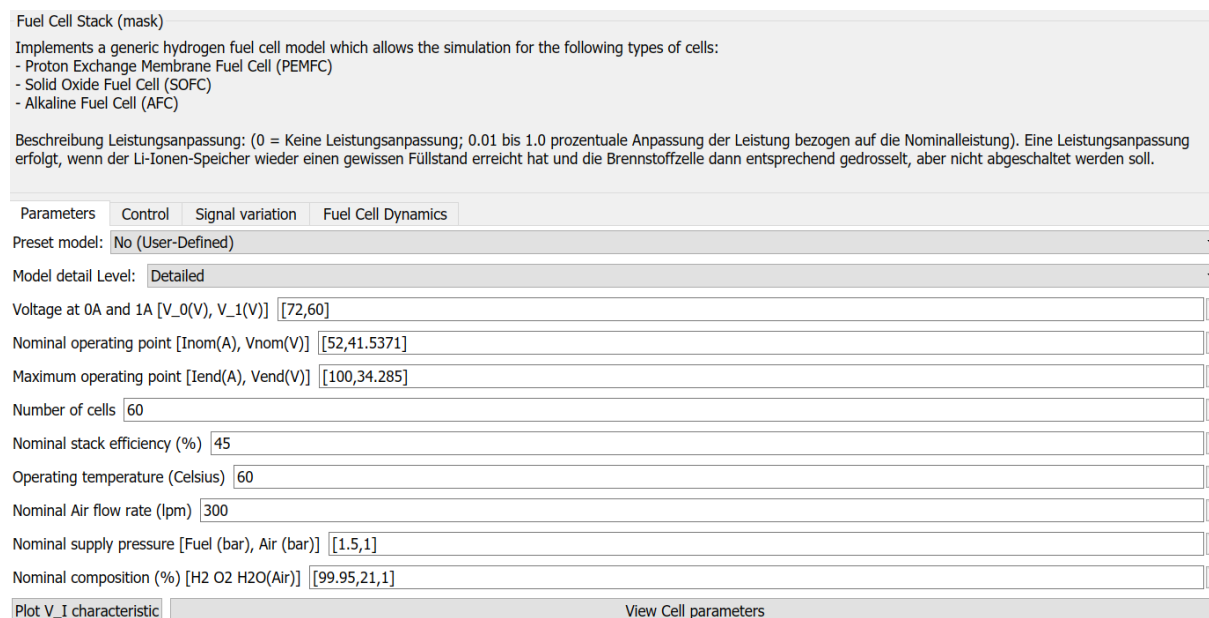 Fuel Cell Stack (mask)
Implements a generic hydrogen fuel cell model which allows the simulation for the following types of cells:
- Proton Exchange Membrane Fuel Cell (PEMFC)
- Solid Oxide Fuel Cell (SOFC)
- Alkaline Fuel Cell (AFC)
Beschreibung Leistungsanpassung: (0 = Keine Leistungsanpassung; 0.01 bis 1.0 prozentuale Anpassung der Leistung bezogen auf die Nominalleistung). Eine Leistungsanpassung
erfolgt, wenn der Li-Ionen-Speicher wieder einen gewissen Füllstand erreicht hat und die Brennstoffzelle dann entsprechend gedrosselt, aber nicht abgeschaltet werden soll.
Parameters Control Signal variation Fuel Cell Dynamics
Preset model: No (User-Defined)
Model detail Level: Detailed
Voltage at 0A and 1A [V_0(V), V_1(V)] [72,60]
Nominal operating point [Inom(A), Vnom(V)] [52,41.5371]
Maximum operating point [Iend(A), Vend(V)] [100,34.285]
Number of cells 60
Nominal stack efficiency (%) 45
Operating temperature (Celsius) 60
Nominal Air flow rate (lpm) 300
Nominal supply pressure [Fuel (bar), Air (bar)] [1.5,1]
Nominal composition (%) [H2 O2 H2O(Air)] [99.95,21,1]
Plot V_I characteristic View Cell parameters